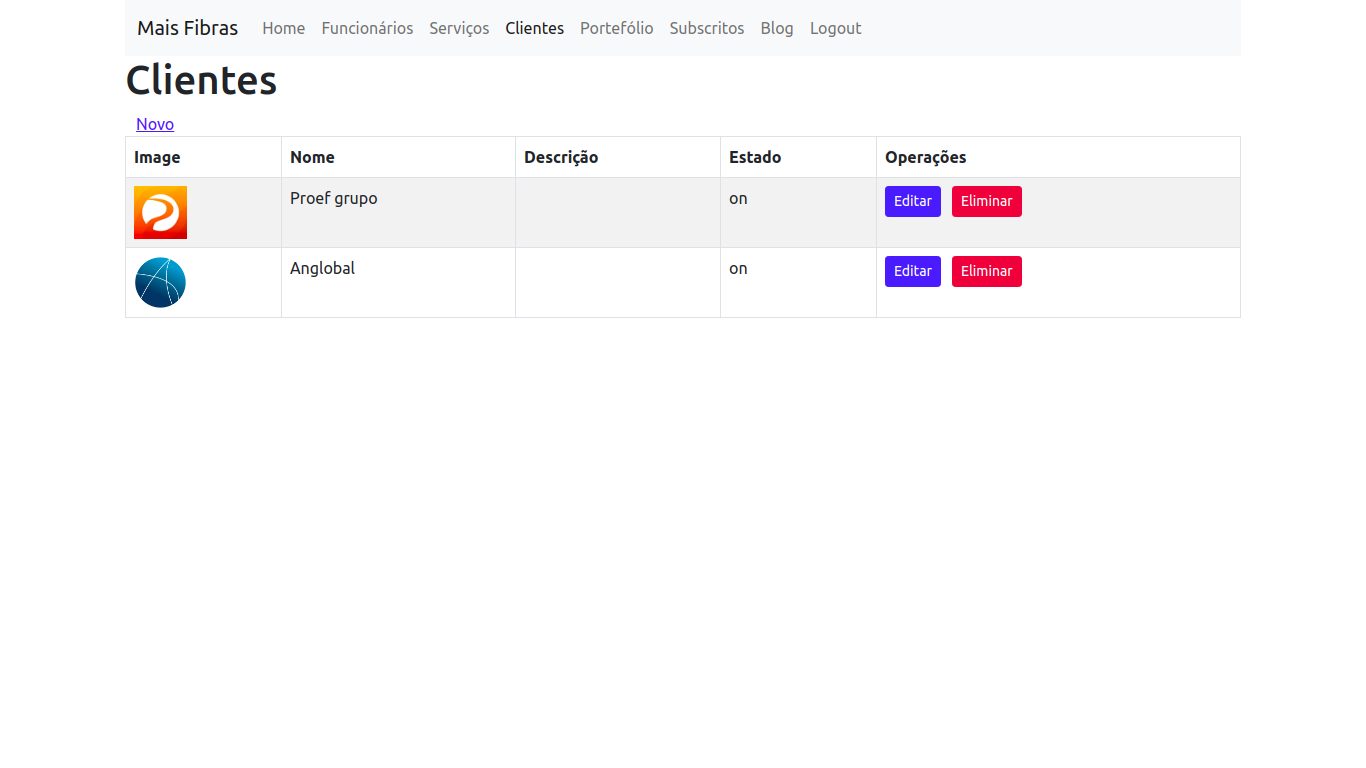 Mais Fibras Home Funcionários Serviços Clientes Portefólio Subscritos Blog Logout
Clientes
Novo
Image Nome Descrição Estado Operações
Proef grupo on Editar Eliminar
Anglobal on Editar Eliminar